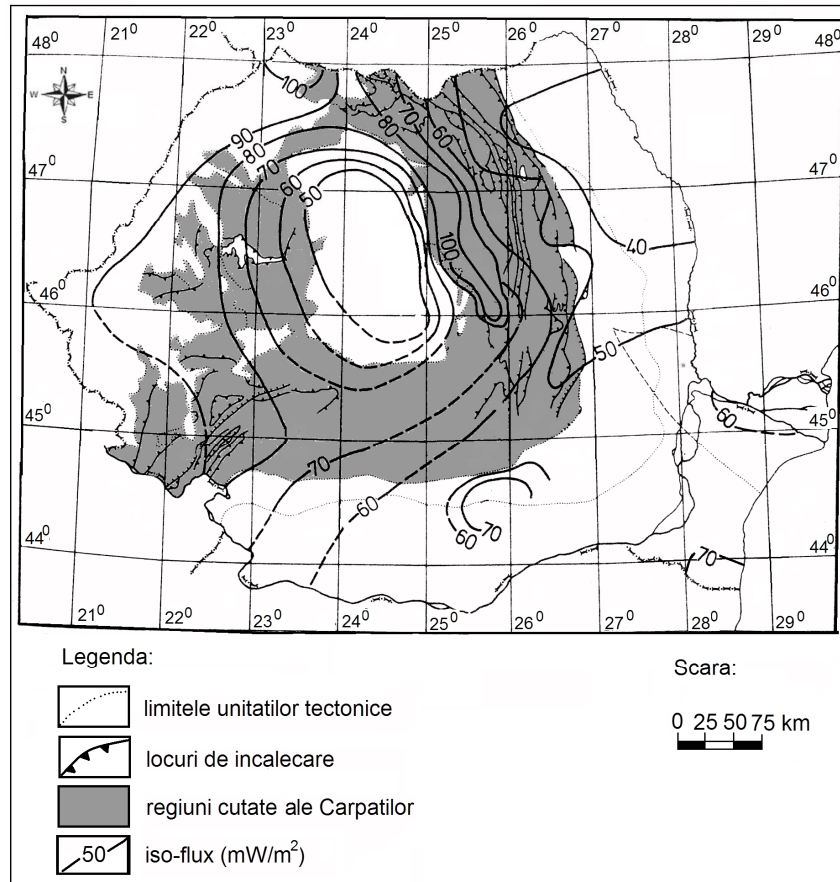 21⁰ 22⁰ 23⁰ 24⁰ 25⁰ 26⁰ 27⁰ 28⁰ 29⁰
48⁰ 48⁰
N
W E
S
100
90
80
70
60
50
80 70 60
100
40
47⁰ 47⁰
46⁰ 46⁰
50
60
45⁰ 45⁰
70
60
60 70
70
44⁰ 44⁰
21⁰ 22⁰ 23⁰ 24⁰ 25⁰ 26⁰ 27⁰ 28⁰ 29⁰
Legenda:
limitele unitatilor tectonice
locuri de incalecare
regiuni cutate ale Carpatilor
50 iso-flux (mW/m²)
Scara:
0 25 50 75 km